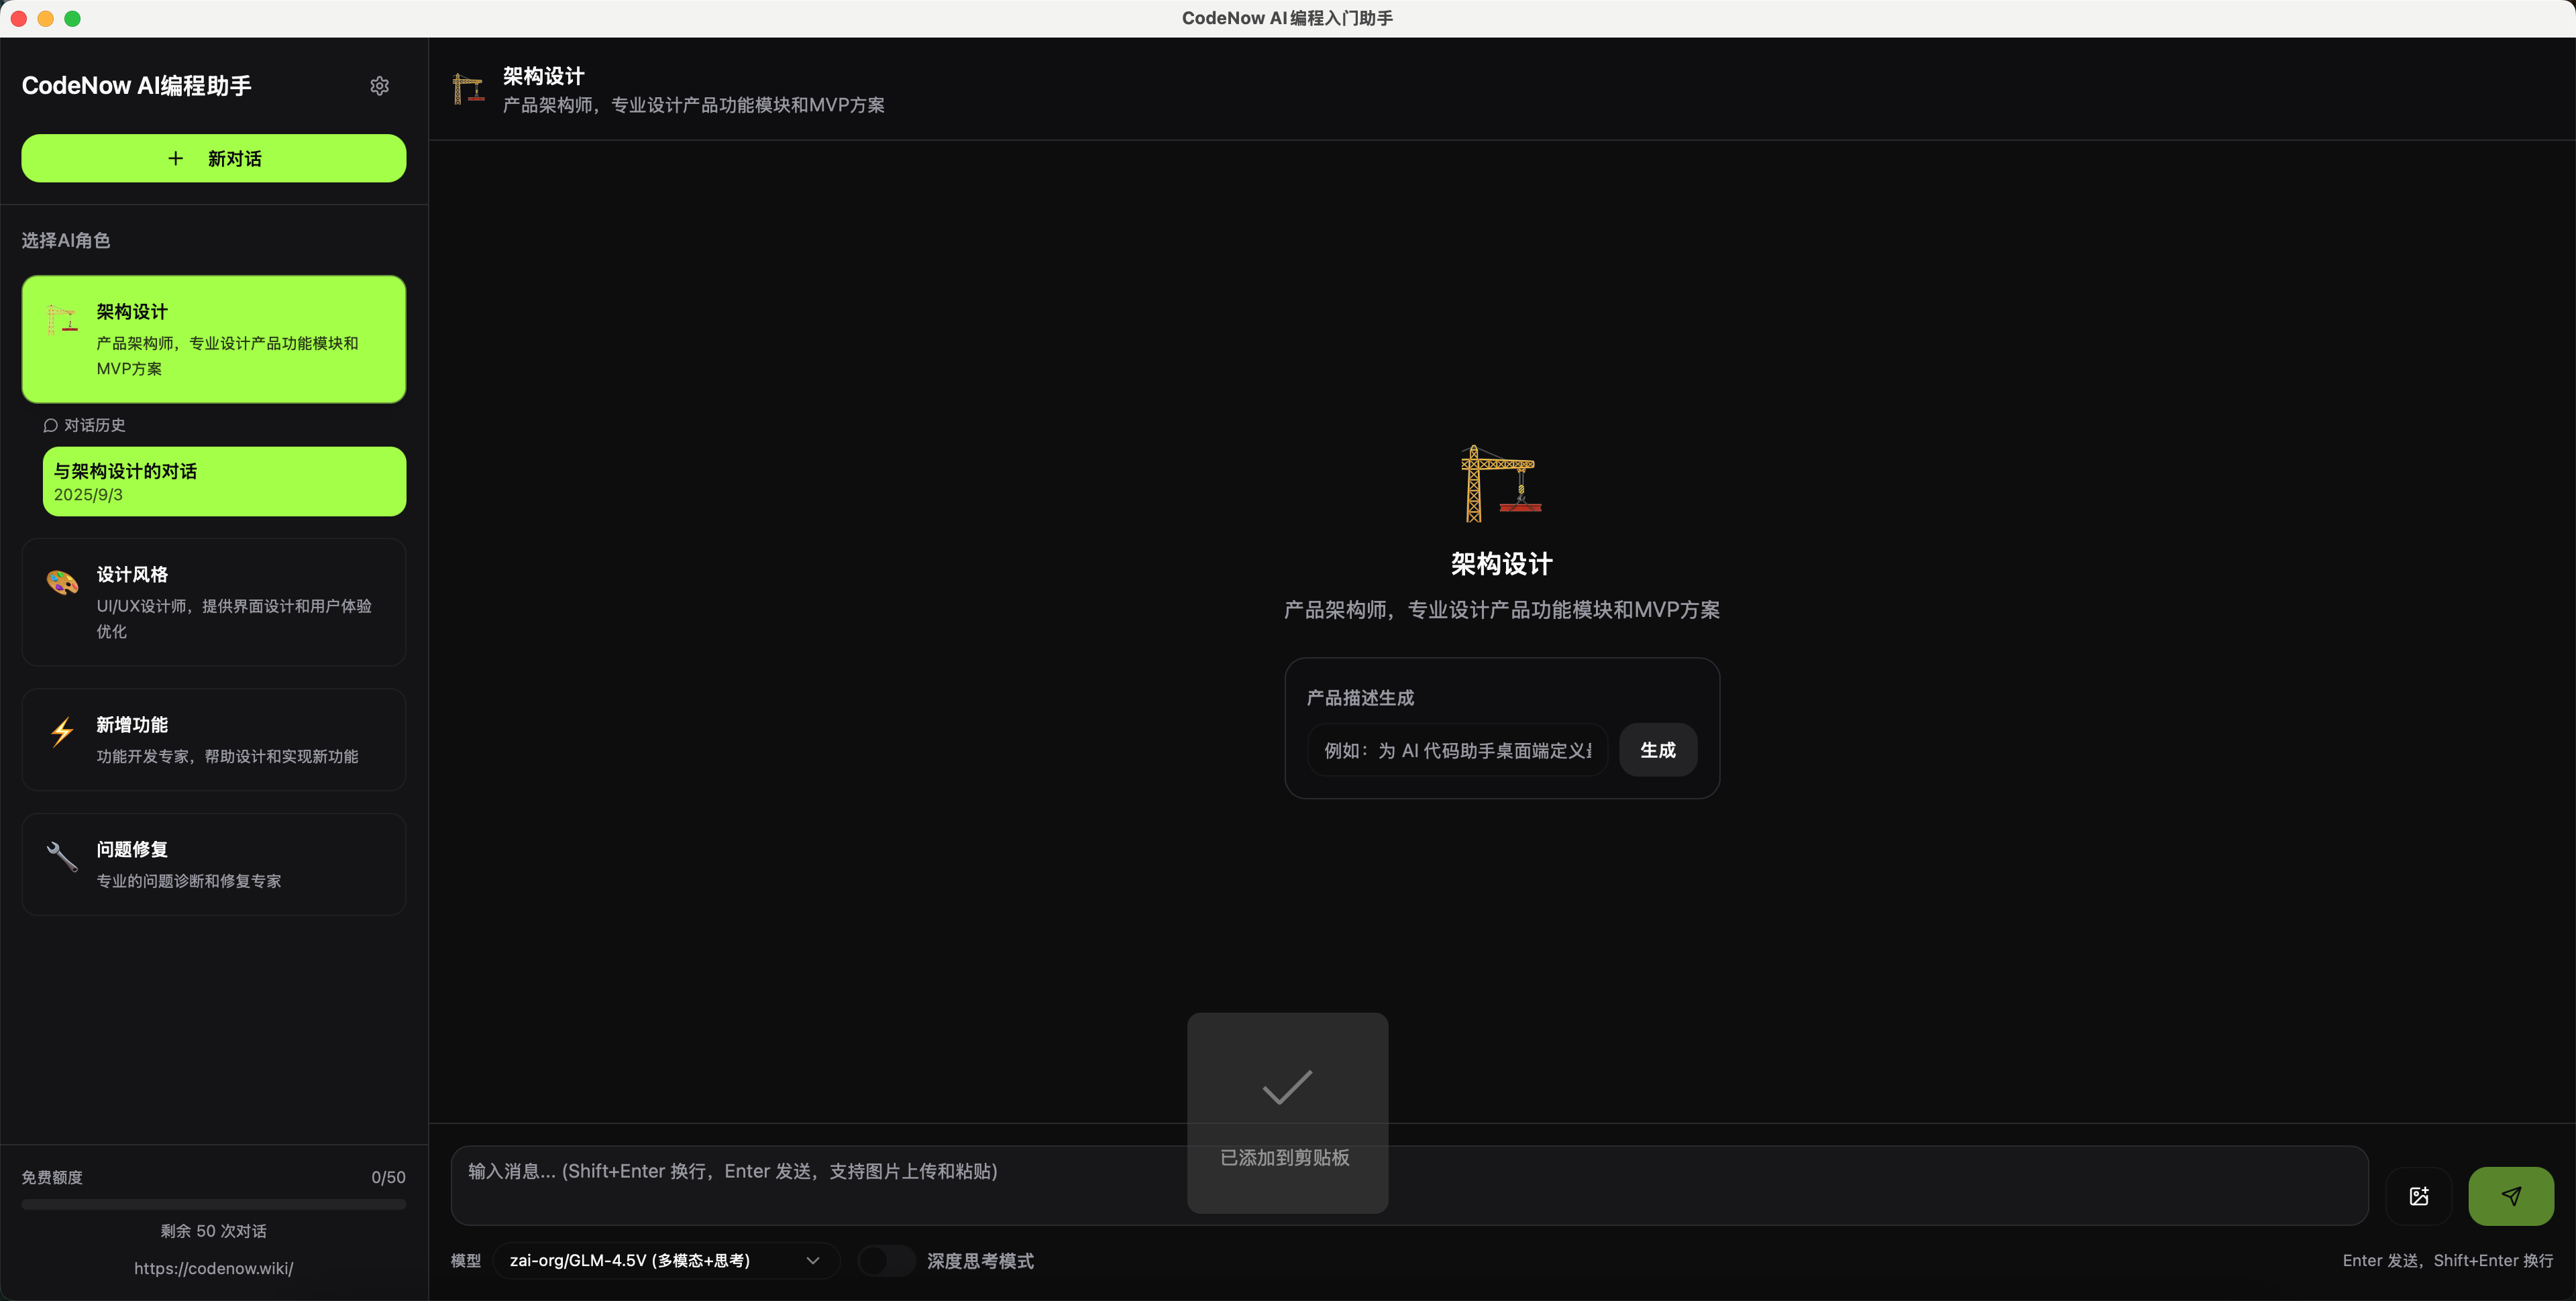 CodeNow AI编程入门助手
CodeNow AI编程助手
+ 新对话
选择AI角色
架构设计
产品架构师，专业设计产品功能模块和
MVP方案
对话历史
与架构设计的对话
2025/9/3
设计风格
UI/UX设计师，提供界面设计和用户体验
优化
新增功能
功能开发专家，帮助设计和实现新功能
问题修复
专业的问题诊断和修复专家
免费额度 0/50
剩余 50 次对话
https://codenow.wiki/
架构设计
产品架构师，专业设计产品功能模块和MVP方案
架构设计
产品架构师，专业设计产品功能模块和MVP方案
产品描述生成
例如：为 AI 代码助手桌面端定义
生成
已添加到剪贴板
输入消息... (Shift+Enter 换行，Enter 发送，支持图片上传和粘贴)
模型 zai-org/GLM-4.5V (多模态+思考) 深度思考模式
Enter 发送，Shift+Enter 换行